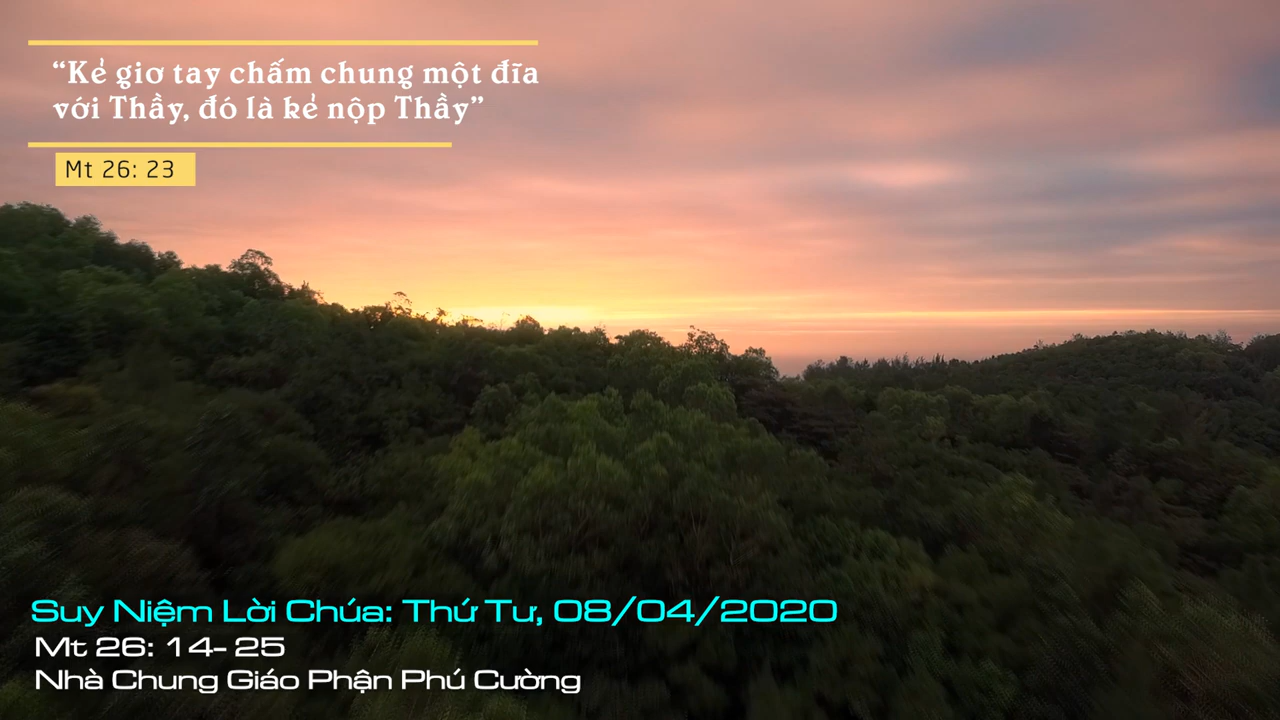 “Kẻ giơ tay chấm chung một đĩa
với Thầy, đó là kẻ nộp Thầy”
Mt 26: 23
Suy Niệm Lời Chúa: Thứ Tư, 08/04/2020
Mt 26: 14- 25
Nhà Chung Giáo Phận Phú Cường